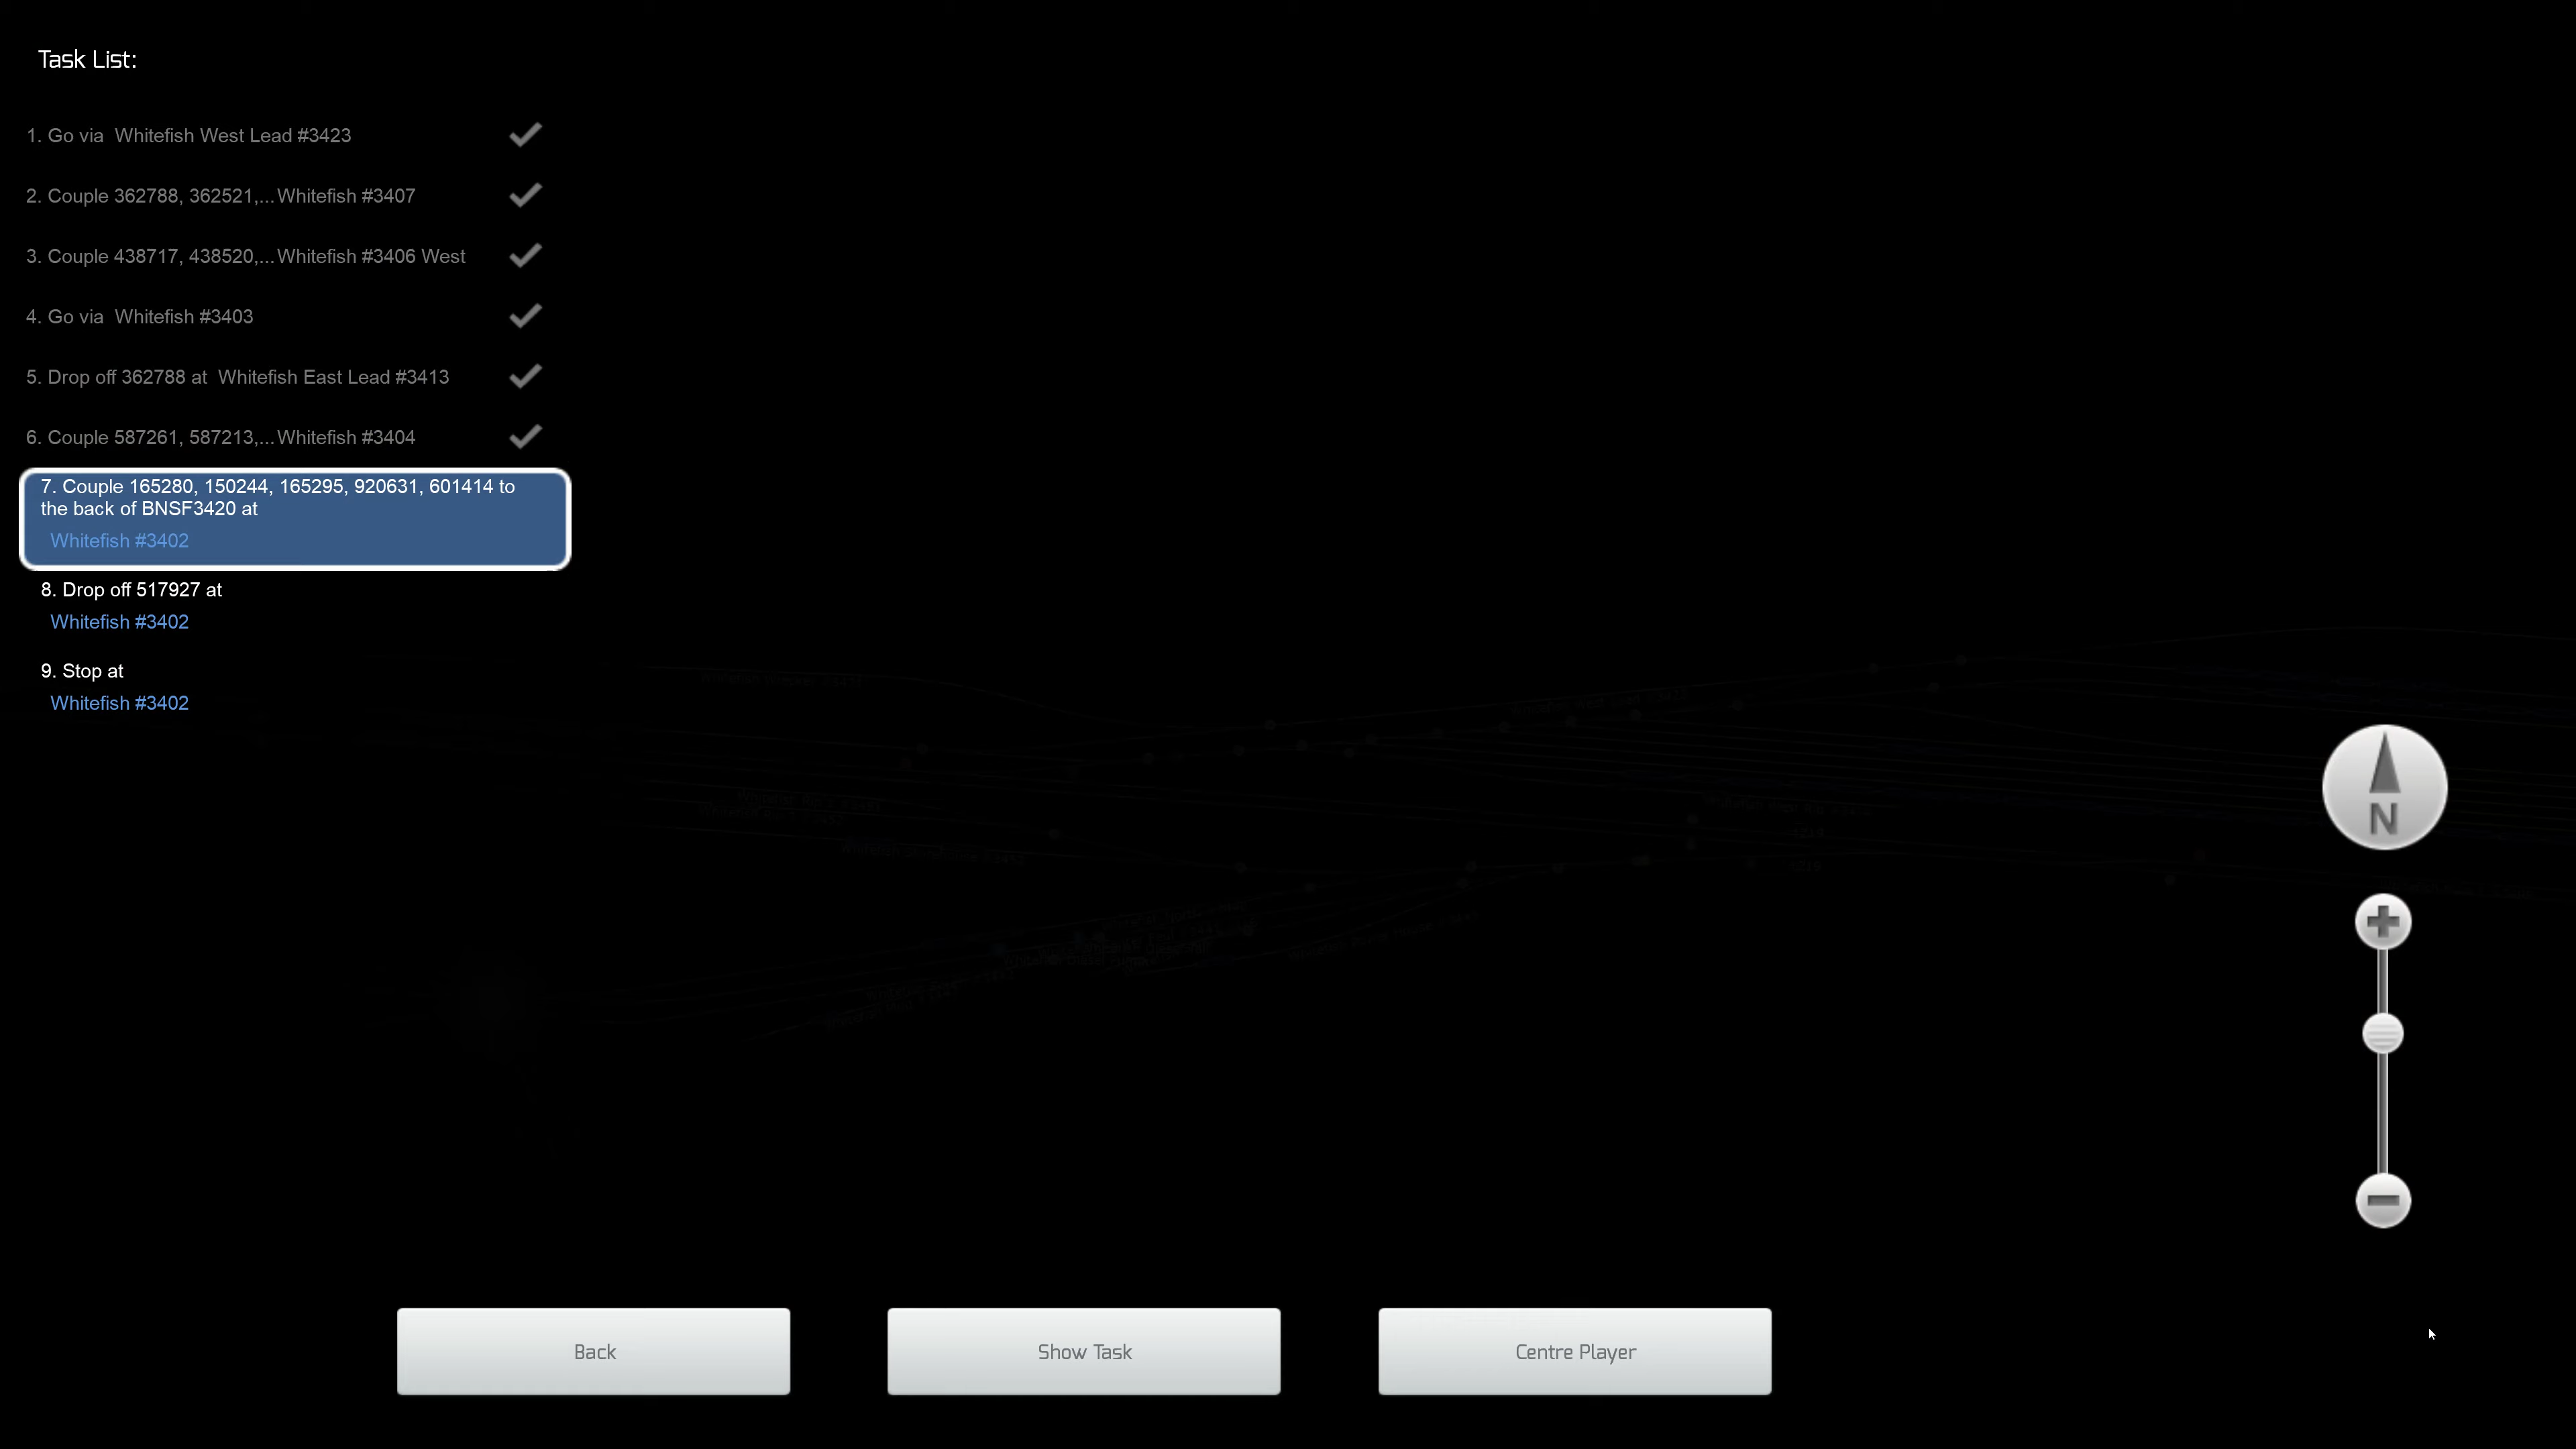 Task List:
1. Go via  Whitefish West Lead #3423
2. Couple 362788, 362521,...Whitefish #3407
3. Couple 438717, 438520,...Whitefish #3406 West
4. Go via  Whitefish #3403
5. Drop off 362788 at  Whitefish East Lead #3413
6. Couple 587261, 587213,...Whitefish #3404
7. Couple 165280, 150244, 165295, 920631, 601414 to
the back of BNSF3420 at
Whitefish #3402
8. Drop off 517927 at
Whitefish #3402
9. Stop at
Whitefish #3402
N
Back
Show Task
Centre Player